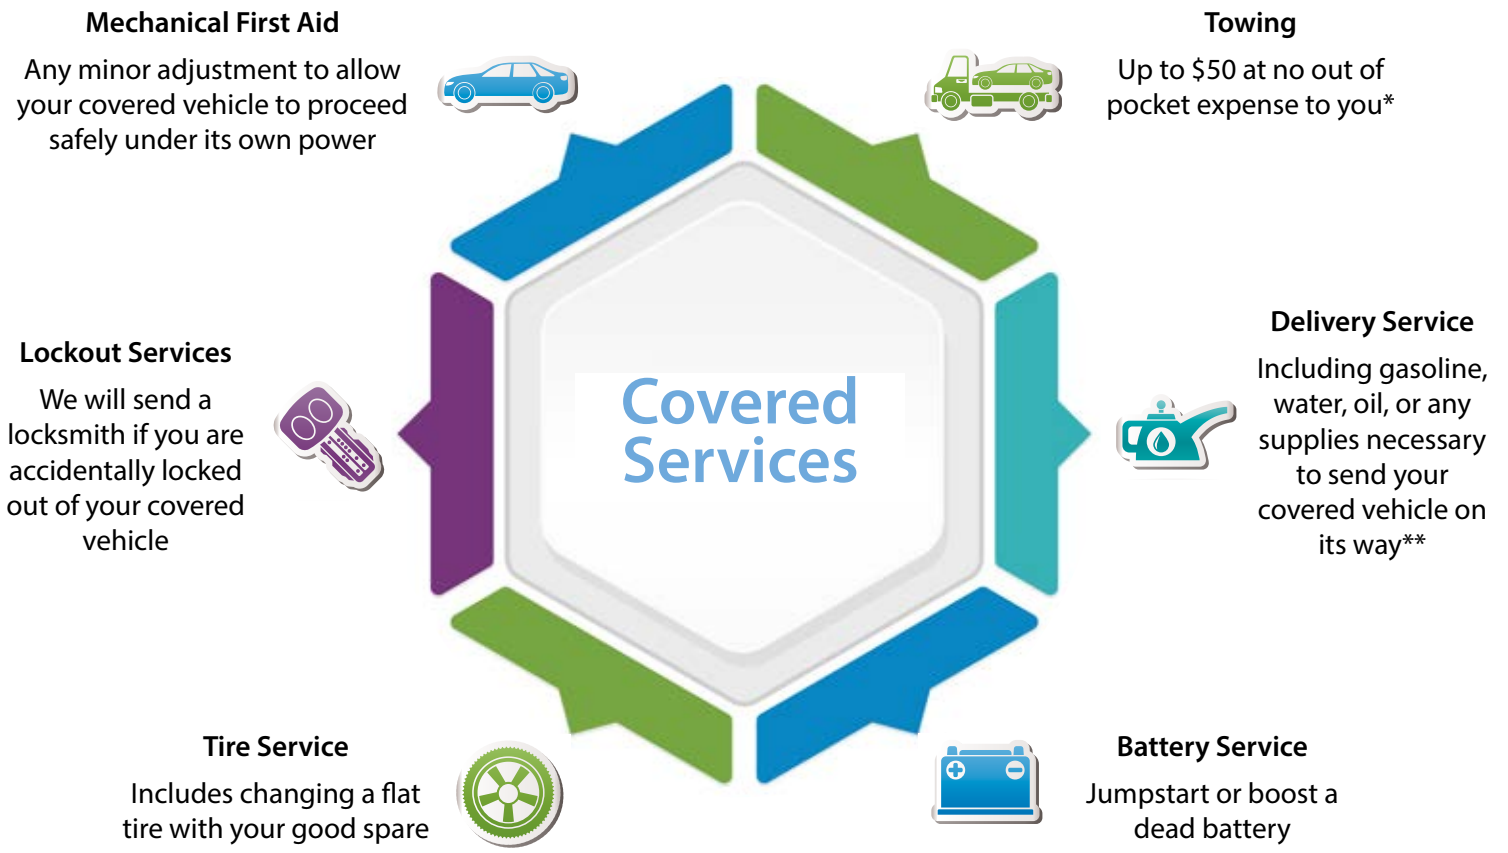 Mechanical First Aid
Any minor adjustment to allow
your covered vehicle to proceed
safely under its own power
Towing
Up to $50 at no out of
pocket expense to you*
Lockout Services
We will send a
locksmith if you are
accidentally locked
out of your covered
vehicle
Covered
Services
Delivery Service
Including gasoline,
water, oil, or any
supplies necessary
to send your
covered vehicle on
its way**
Tire Service
Includes changing a flat
tire with your good spare
Battery Service
Jumpstart or boost a
dead battery